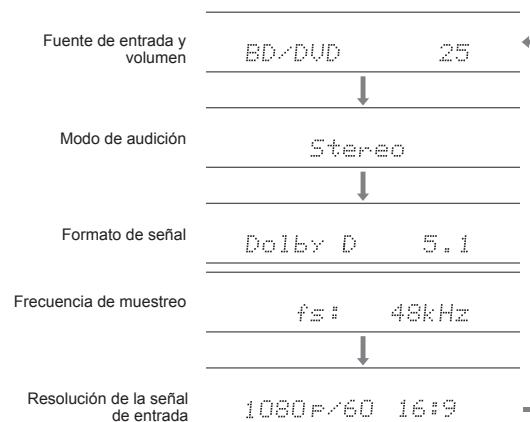 Fuente de entrada y
volumen
BD/DVD 25
Modo de audición
Stereo
Formato de señal
Dolby D 5.1
Frecuencia de muestreo
fs: 48kHz
Resolución de la señal
de entrada
1080p/60 16:9